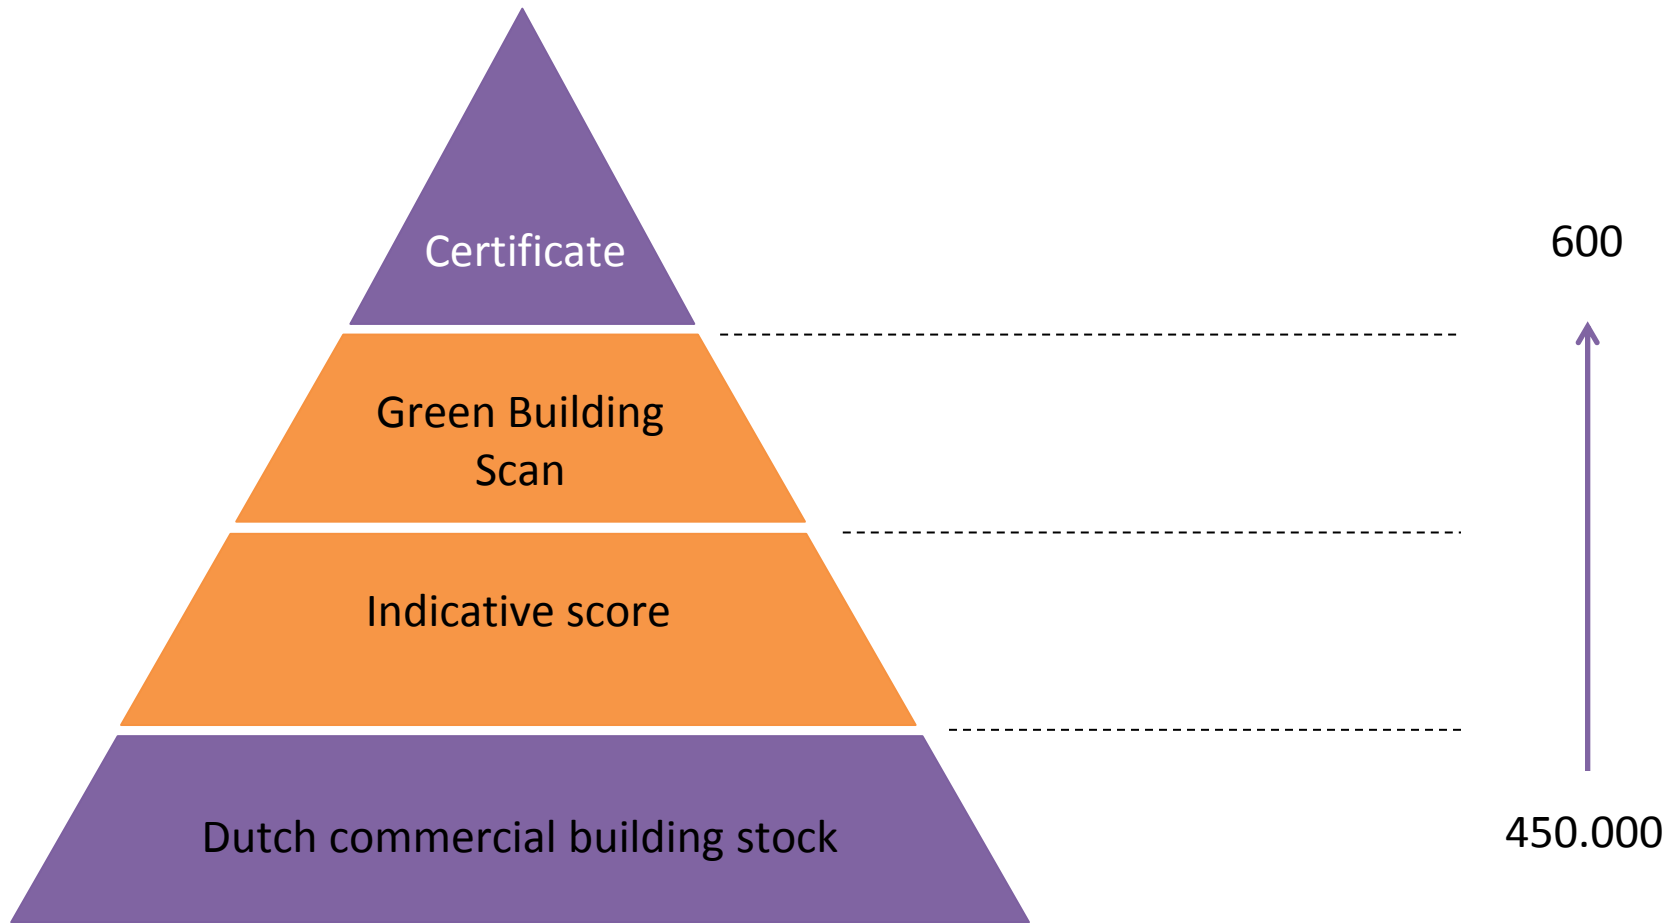 Certificate
600
Green Building
Scan
Indicative score
Dutch commercial building stock
450.000